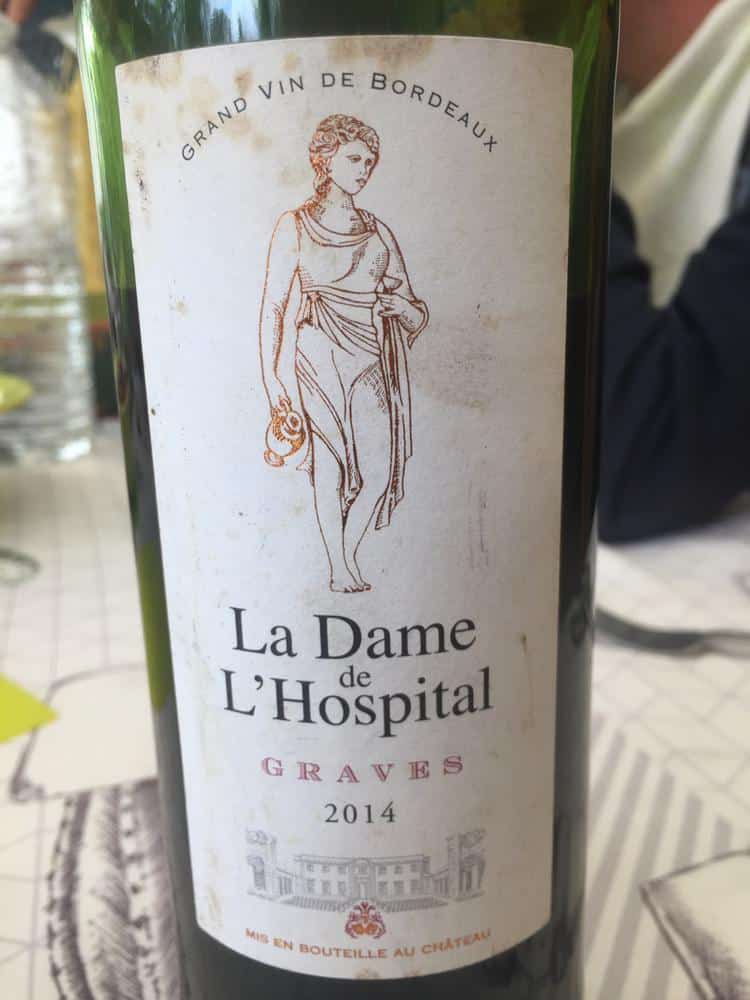 GRAND VIN DE BORDEAUX
La Dame
de
L'Hospital
GRAVES
2014
MIS EN BOUTEILLE AU CHÂTEAU